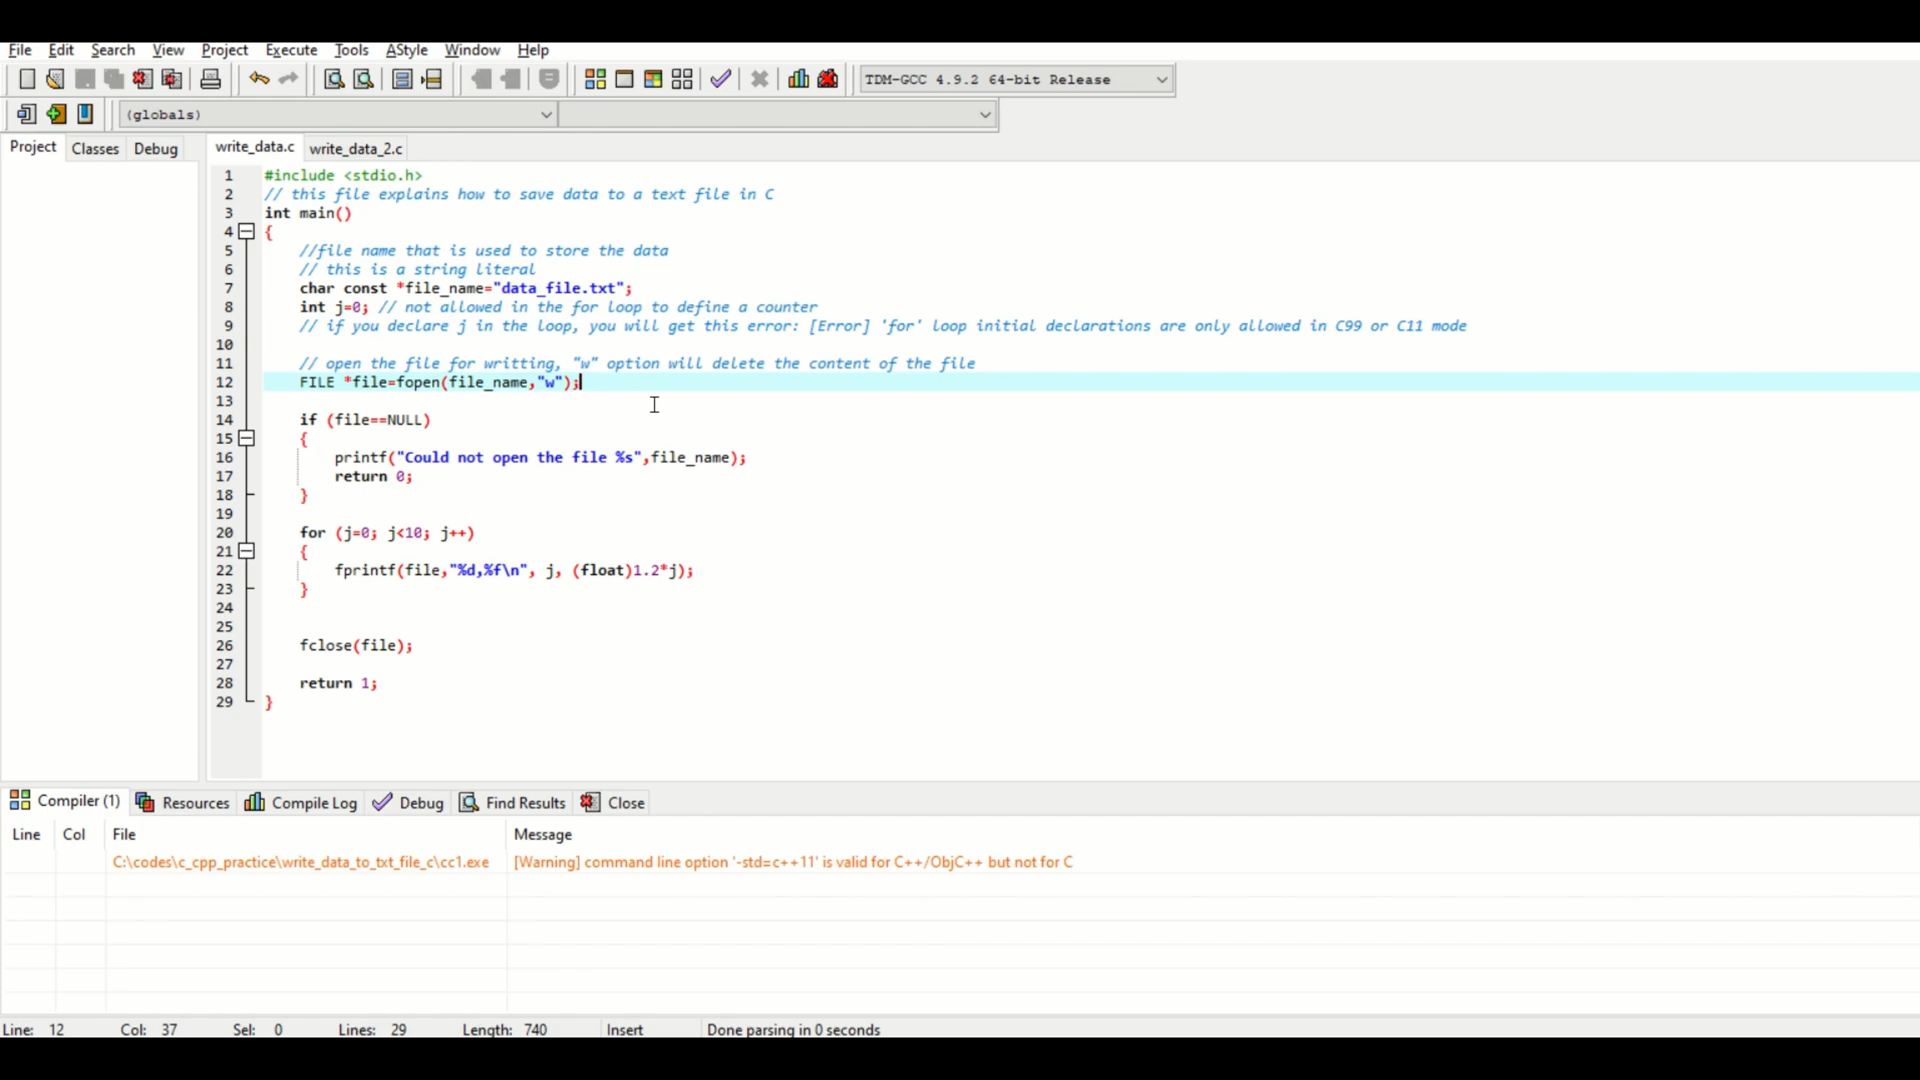 File Edit Search View Project Execute Tools AStyle Window Help
TDM-GCC 4.9.2 64-bit Release
(globals)
Project Classes Debug write_data.c write_data_2.c
1 #include <stdio.h>
2 // this file explains how to save data to a text file in C
3 int main()
4 {
5 //file name that is used to store the data
6 // this is a string literal
7 char const *file_name="data_file.txt";
8 int j=0; // not allowed in the for loop to define a counter
9 // if you declare j in the loop, you will get this error: [Error] 'for' loop initial declarations are only allowed in C99 or C11 mode
10
11 // open the file for writting, "w" option will delete the content of the file
12 FILE *file=fopen(file_name,"w");
13
14 if (file==NULL)
15 {
16 printf("Could not open the file %s",file_name);
17 return 0;
18 }
19
20 for (j=0; j<10; j++)
21 {
22 fprintf(file,"%d,%f\n", j, (float)1.2*j);
23 }
24
25
26 fclose(file);
27
28 return 1;
29 }
Compiler (1) Resources Compile Log Debug Find Results Close
Line Col File Message
C:\codes\c_cpp_practice\write_data_to_txt_file_c\cc1.exe [Warning] command line option '-std=c++11' is valid for C++/ObjC++ but not for C
Line: 12 Col: 37 Sel: 0 Lines: 29 Length: 740 Insert Done parsing in 0 seconds